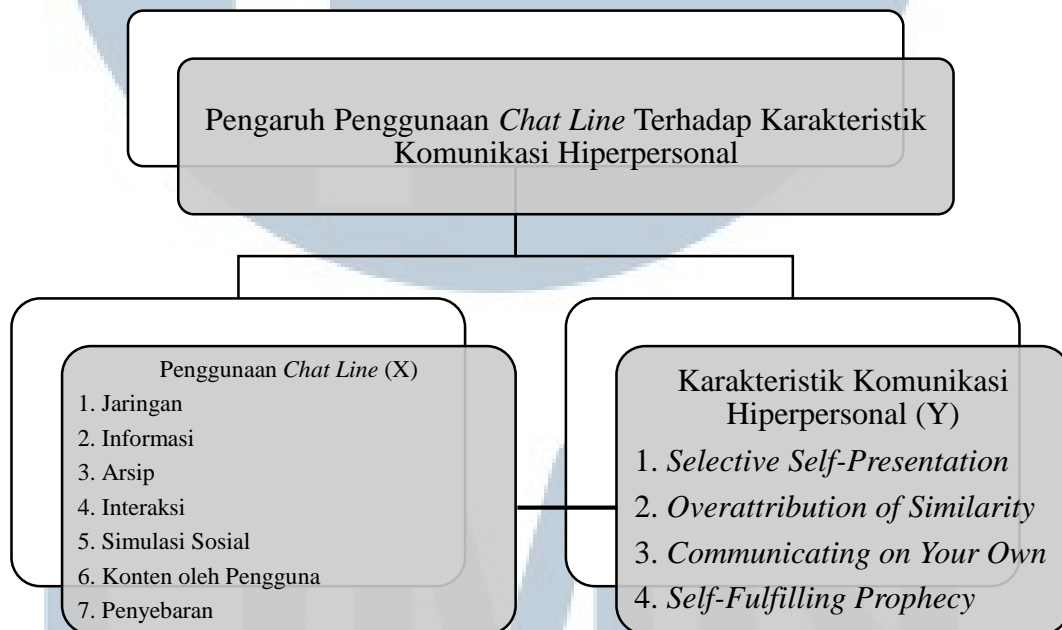 Pengaruh Penggunaan Chat Line Terhadap Karakteristik
Komunikasi Hiperpersonal
Penggunaan Chat Line (X)
1. Jaringan
2. Informasi
3. Arsip
4. Interaksi
5. Simulasi Sosial
6. Konten oleh Pengguna
7. Penyebaran
Karakteristik Komunikasi
Hiperpersonal (Y)
1. Selective Self-Presentation
2. Overattribution of Similarity
3. Communicating on Your Own
4. Self-Fulfilling Prophecy